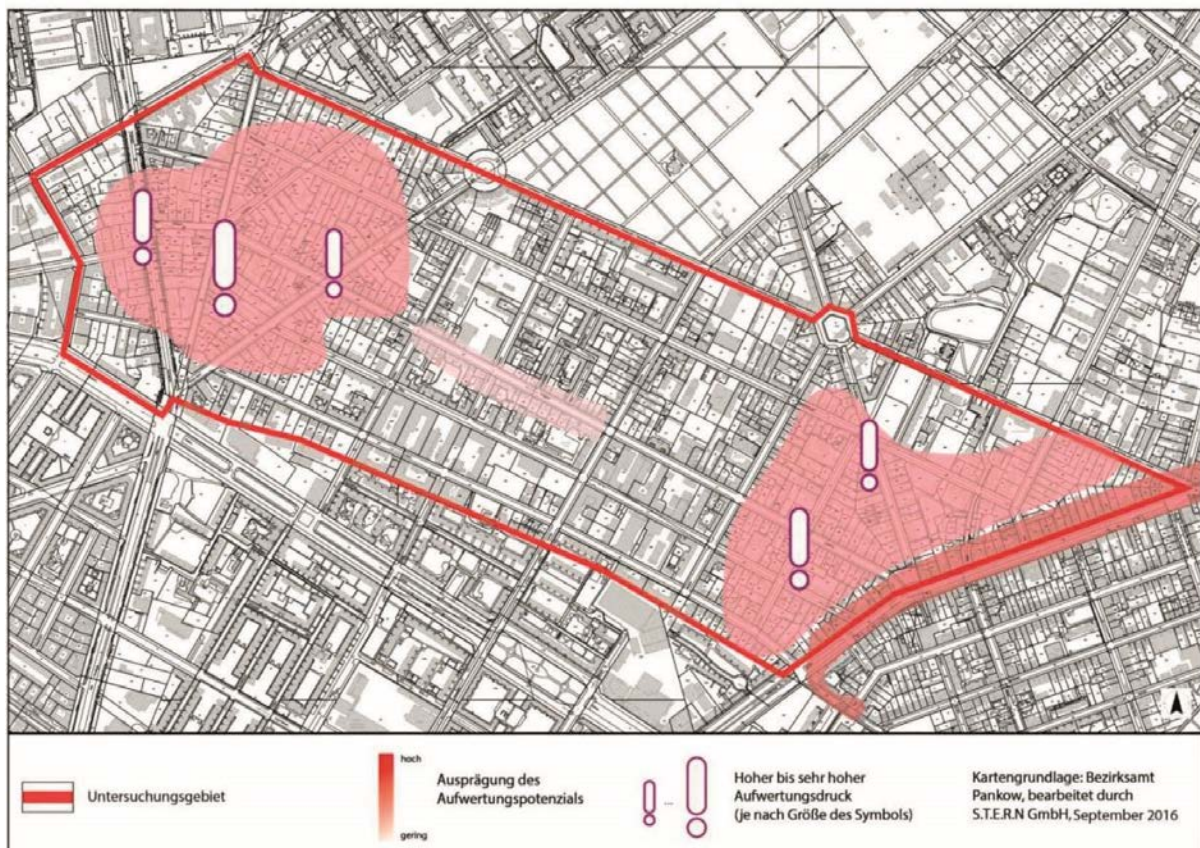 Untersuchungsgebiet
hoch
gering
Ausprägung des
Aufwertungspotenzials
...
Hoher bis sehr hoher
Aufwertungsdruck
(je nach Größe des Symbols)
Kartengrundlage: Bezirksamt
Pankow, bearbeitet durch
S.T.E.R.N GmbH, September 2016